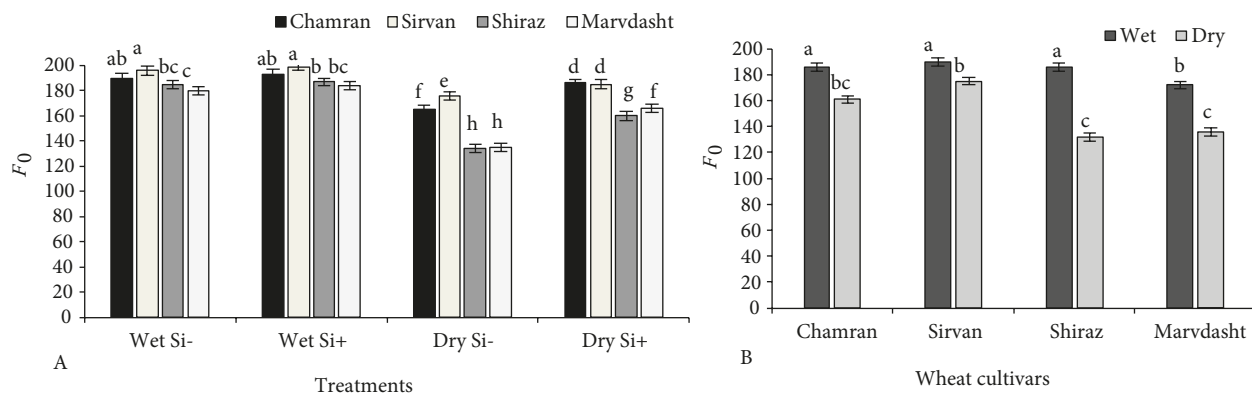 Chamran Sirvan Shiraz Marvdasht
ab a bc c ab a b bc f e h h d d g f
200
180
160
140
120
100
80
60
40
20
0
F0
Wet Si- Wet Si+ Dry Si- Dry Si+
A
Treatments
Wet Dry
a bc a b a c b c
200
180
160
140
120
100
80
60
40
20
0
F0
Chamran Sirvan Shiraz Marvdasht
B
Wheat cultivars